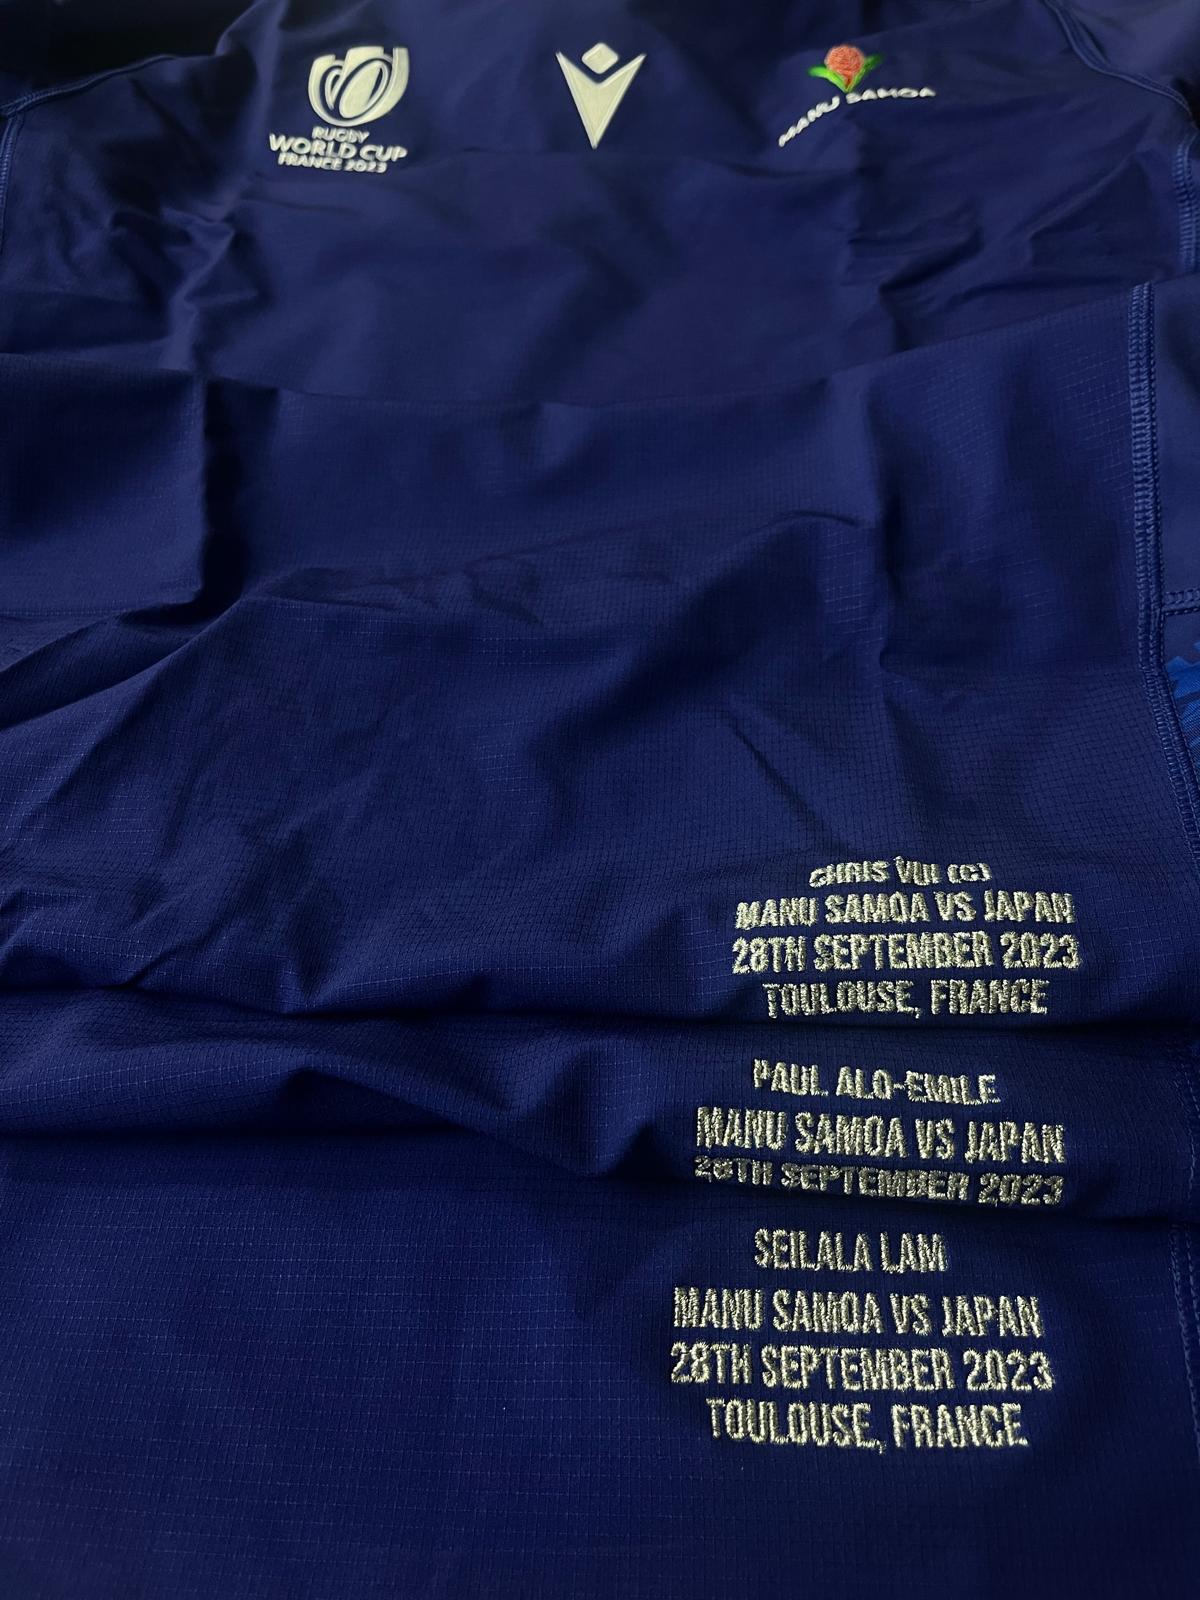 RUGBY
WORLD CUP
FRANCE 2023
MANU SAMOA
CHRIS VUI (C)
MANU SAMOA VS JAPAN
28TH SEPTEMBER 2023
TOULOUSE, FRANCE
PAUL ALO-EMILE
MANU SAMOA VS JAPAN
28TH SEPTEMBER 2023
SEILALA LAM
MANU SAMOA VS JAPAN
28TH SEPTEMBER 2023
TOULOUSE, FRANCE